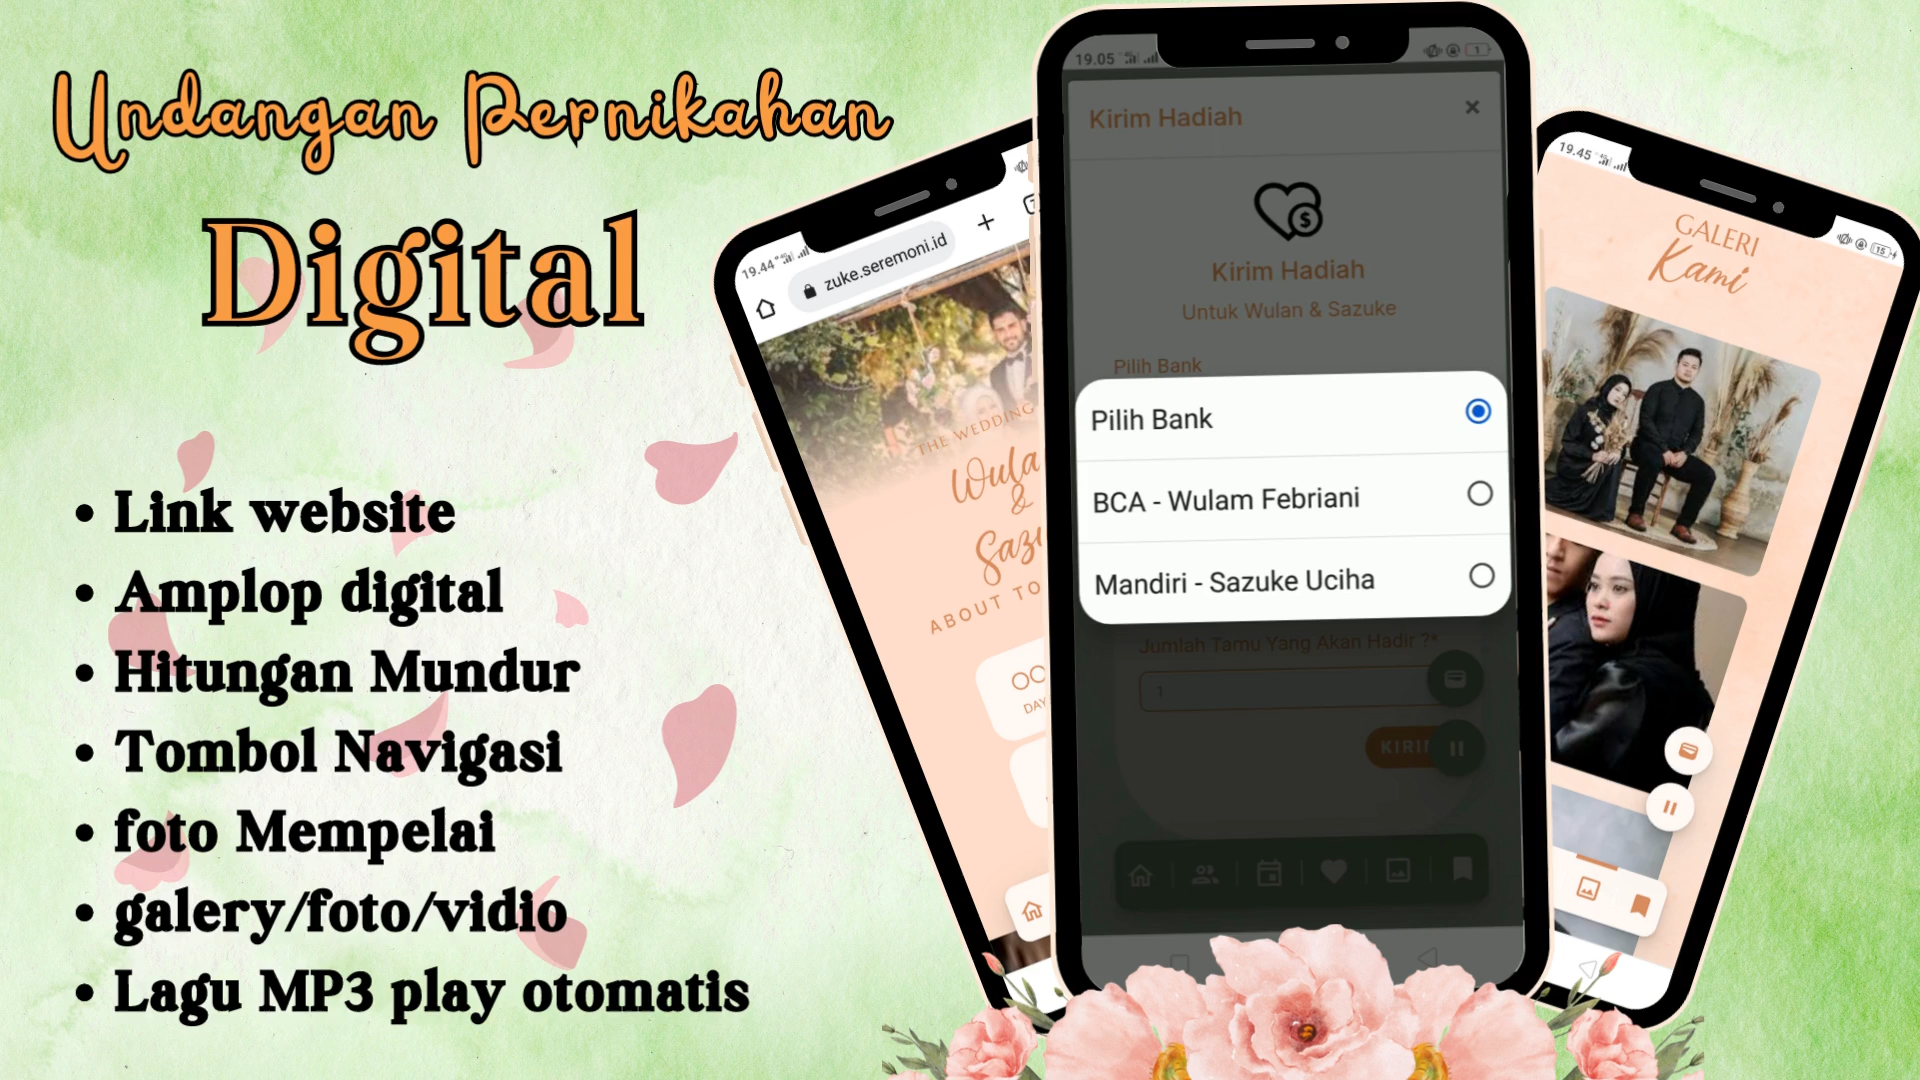 Undangan Pernikahan
Digital
• Link website
• Amplop digital
• Hitungan Mundur
• Tombol Navigasi
• foto Mempelai
• galery/foto/vidio
• Lagu MP3 play otomatis
19.44
zuke.seremoni.id
THE WEDDING
&
ABOUT TO
19.05
Kirim Hadiah
×
Kirim Hadiah
Untuk Wulan & Sazuke
Pilih Bank
Pilih Bank
BCA - Wulam Febriani
Mandiri - Sazuke Uciha
Jumlah Tamu Yang Akan Hadir ?*
1
19.45
15
GALERI
Kami